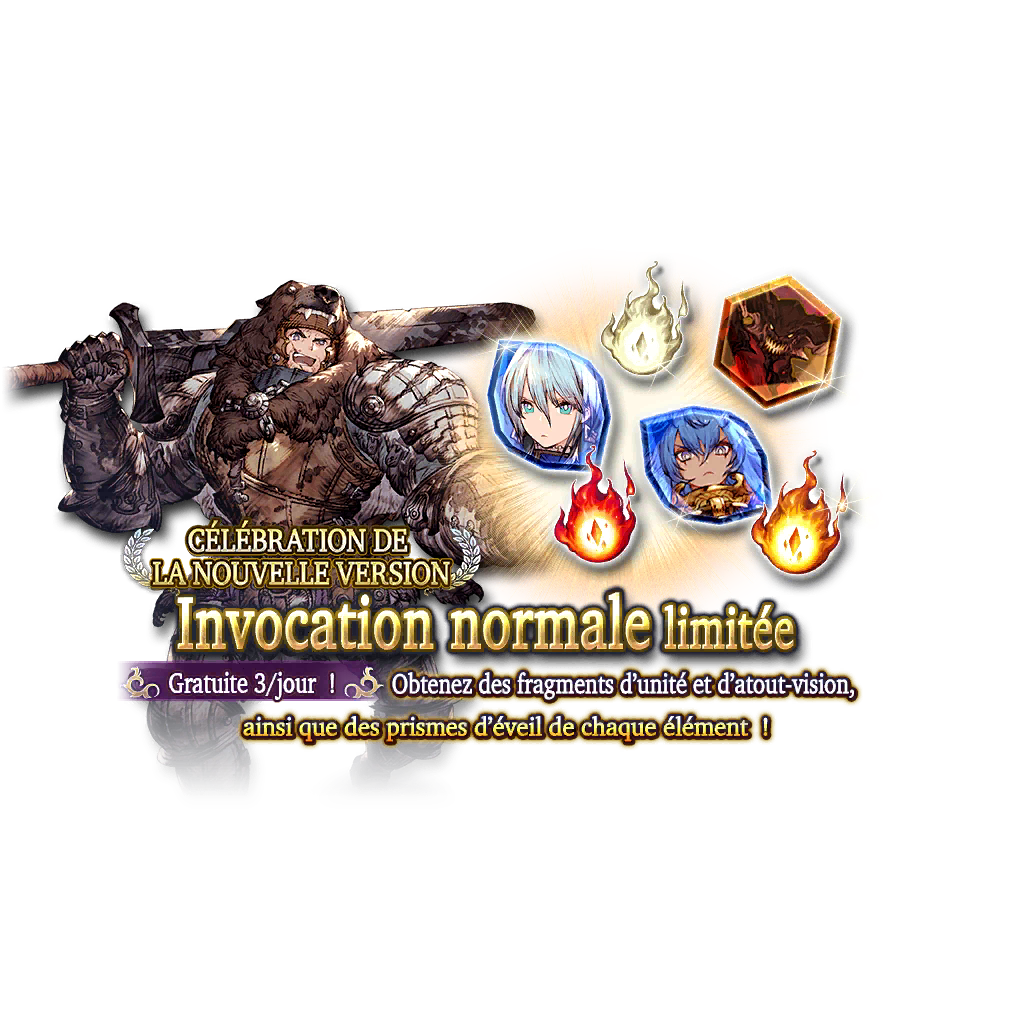 CÉLÉBRATION DE
LA NOUVELLE VERSION
Invocation normale limitée
Gratuite 3/jour ! Obtenez des fragments d'unité et d'atout-vision,
ainsi que des prismes d'éveil de chaque élément !